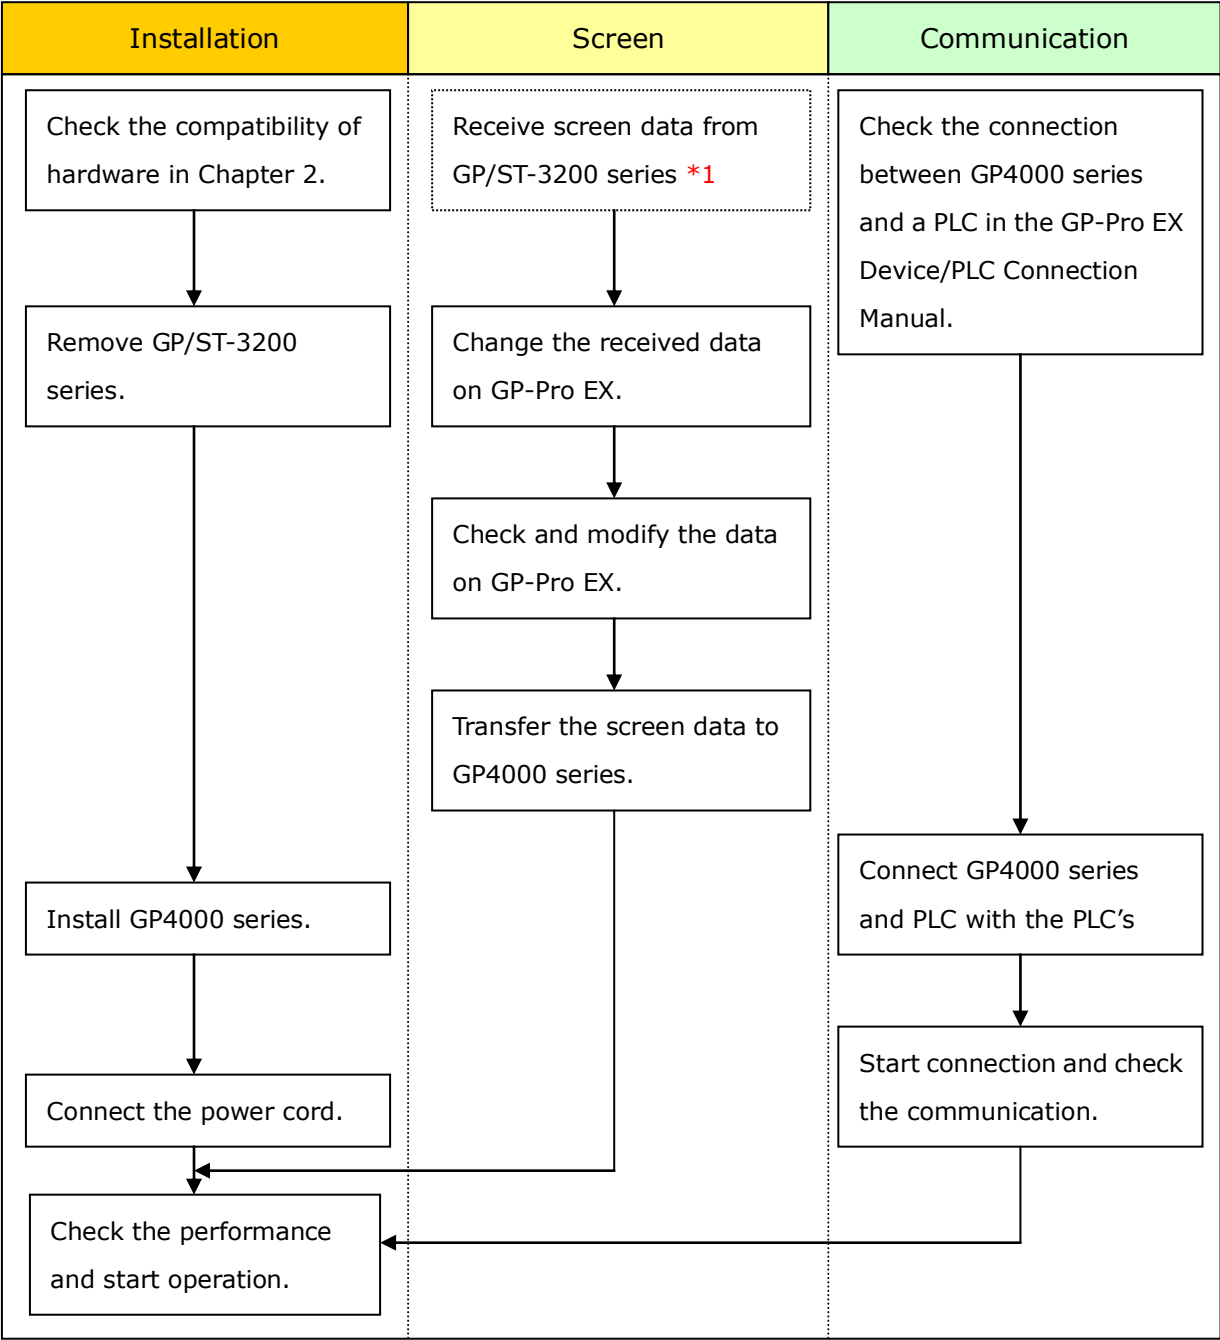 Installation
Screen
Communication
Check the compatibility of
hardware in Chapter 2.
Remove GP/ST-3200
series.
Install GP4000 series.
Connect the power cord.
Check the performance
and start operation.
Receive screen data from
GP/ST-3200 series *1
Change the received data
on GP-Pro EX.
Check and modify the data
on GP-Pro EX.
Transfer the screen data to
GP4000 series.
Check the connection
between GP4000 series
and a PLC in the GP-Pro EX
Device/PLC Connection
Manual.
Connect GP4000 series
and PLC with the PLC’s
Start connection and check
the communication.